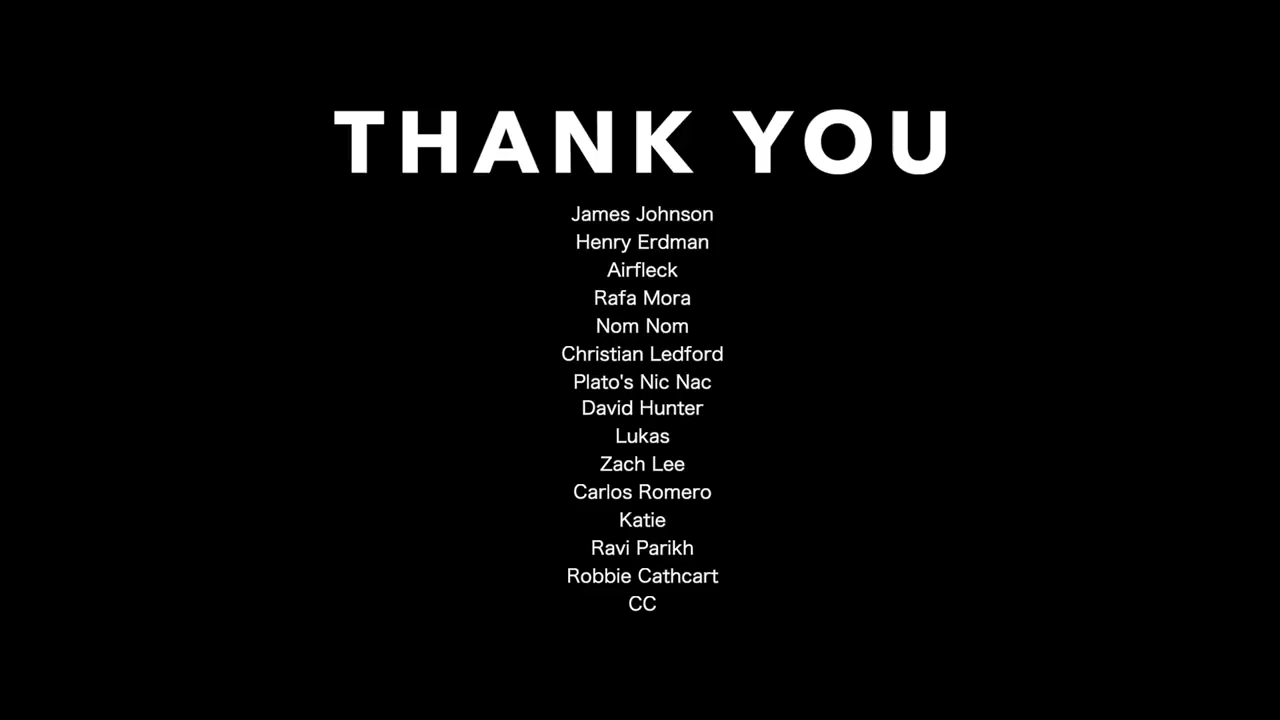 THANK YOU
James Johnson
Henry Erdman
Airfleck
Rafa Mora
Nom Nom
Christian Ledford
Plato's Nic Nac
David Hunter
Lukas
Zach Lee
Carlos Romero
Katie
Ravi Parikh
Robbie Cathcart
CC